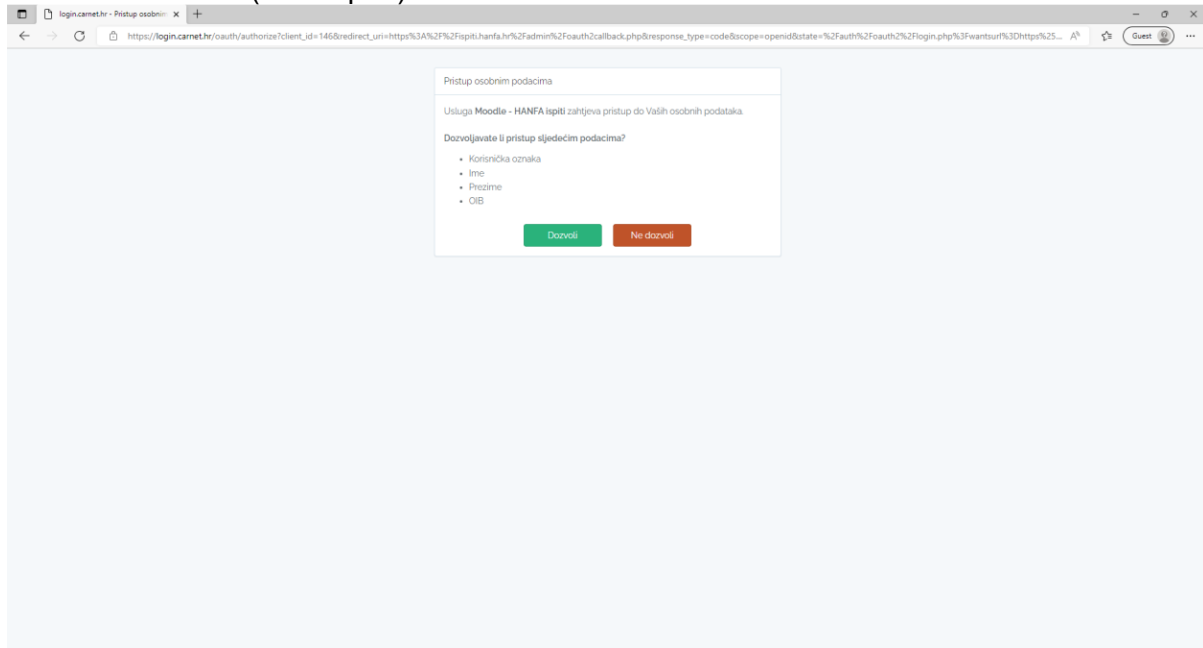 login.carnet.hr - Pristup osobnim
https://login.carnet.hr/oauth/authorize?client_id=146&redirect_uri=https%3A%2F%2Fispiti.hanfa.hr%2Fadmin%2Foauth2callback.php&response_type=code&scope=openid&state=%2Fauth%2Foauth2%2Flogin.php%3Fwantsurl%3Dhttps%25...
Guest
Pristup osobnim podacima
Usluga Moodle - HANFA ispiti zahtjeva pristup do Vaših osobnih podataka.
Dozvoljavate li pristup sljedećim podacima?
• Korisnička oznaka
• Ime
• Prezime
• OIB
Dozvoli Ne dozvoli